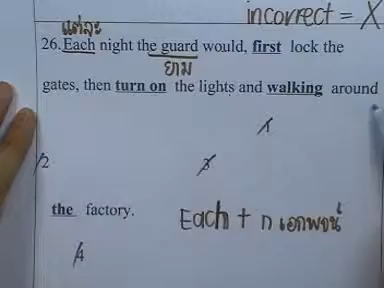 incorrect = X
แต่ละ
26. Each night the guard would, first lock the
ยาม
gates, then turn on the lights and walking around
1
2 3
the factory.
Each + n เอกพจน์
4